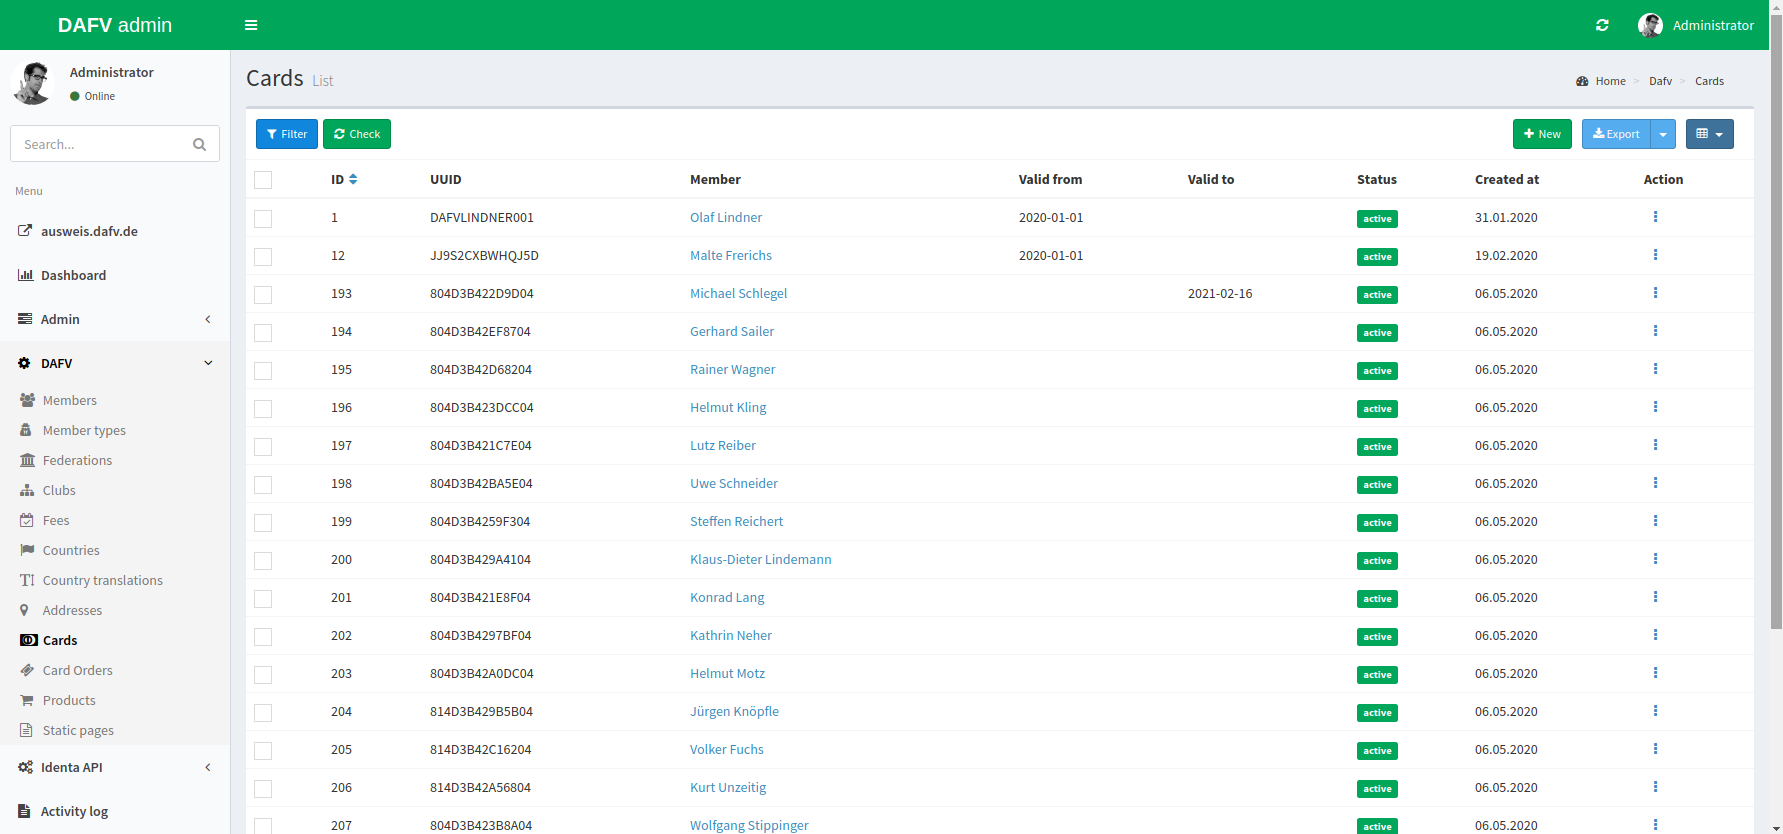 DAFV admin
Administrator
Administrator
Online
Search...
Menu
ausweis.dafv.de
Dashboard
Admin
DAFV
Members
Member types
Federations
Clubs
Fees
Countries
Country translations
Addresses
Cards
Card Orders
Products
Static pages
Identa API
Activity log
Cards List
Home > Dafv > Cards
Filter Check New Export
ID UUID Member Valid from Valid to Status Created at Action
1 DAFVLINDNER001 Olaf Lindner 2020-01-01 active 31.01.2020
12 JJ9S2CXBWHQJ5D Malte Frerichs 2020-01-01 active 19.02.2020
193 804D3B422D9D04 Michael Schlegel 2021-02-16 active 06.05.2020
194 804D3B42EF8704 Gerhard Sailer active 06.05.2020
195 804D3B42D68204 Rainer Wagner active 06.05.2020
196 804D3B423DCC04 Helmut Kling active 06.05.2020
197 804D3B421C7E04 Lutz Reiber active 06.05.2020
198 804D3B42BA5E04 Uwe Schneider active 06.05.2020
199 804D3B4259F304 Steffen Reichert active 06.05.2020
200 804D3B429A4104 Klaus-Dieter Lindemann active 06.05.2020
201 804D3B421E8F04 Konrad Lang active 06.05.2020
202 804D3B4297BF04 Kathrin Neher active 06.05.2020
203 804D3B42A0DC04 Helmut Motz active 06.05.2020
204 814D3B429B5B04 Jürgen Knöpfle active 06.05.2020
205 814D3B42C16204 Volker Fuchs active 06.05.2020
206 814D3B42A56804 Kurt Unzeitig active 06.05.2020
207 804D3B423B8A04 Wolfgang Stippinger active 06.05.2020